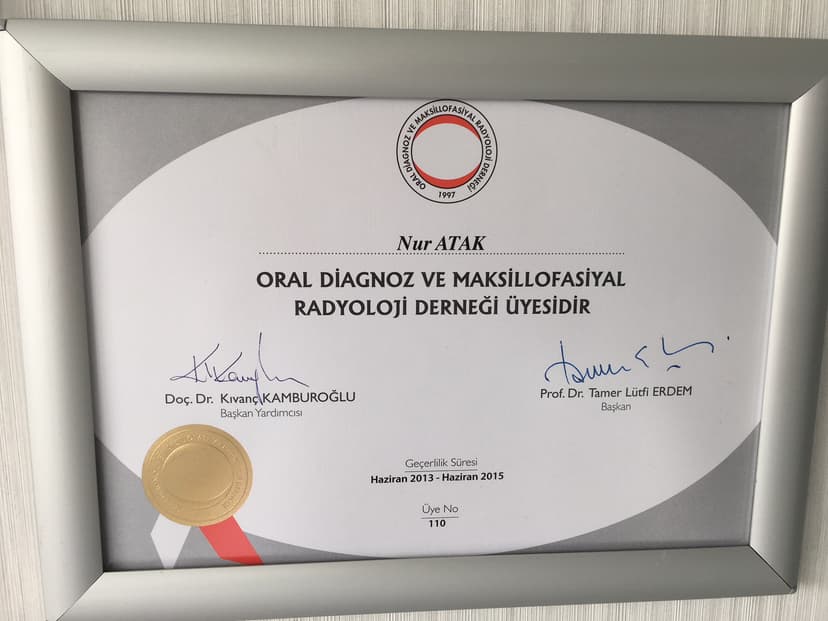 ORAL DİAGNOZ VE MAKSİLLOFASİYAL RADYOLOJİ DERNEĞİ
1997
Nur ATAK
ORAL DİAGNOZ VE MAKSİLLOFASİYAL
RADYOLOJİ DERNEĞİ ÜYESİDİR
Doç. Dr. Kıvanç KAMBUROĞLU
Başkan Yardımcısı
Prof. Dr. Tamer Lütfi ERDEM
Başkan
Geçerlilik Süresi
Haziran 2013 - Haziran 2015
Üye No
110